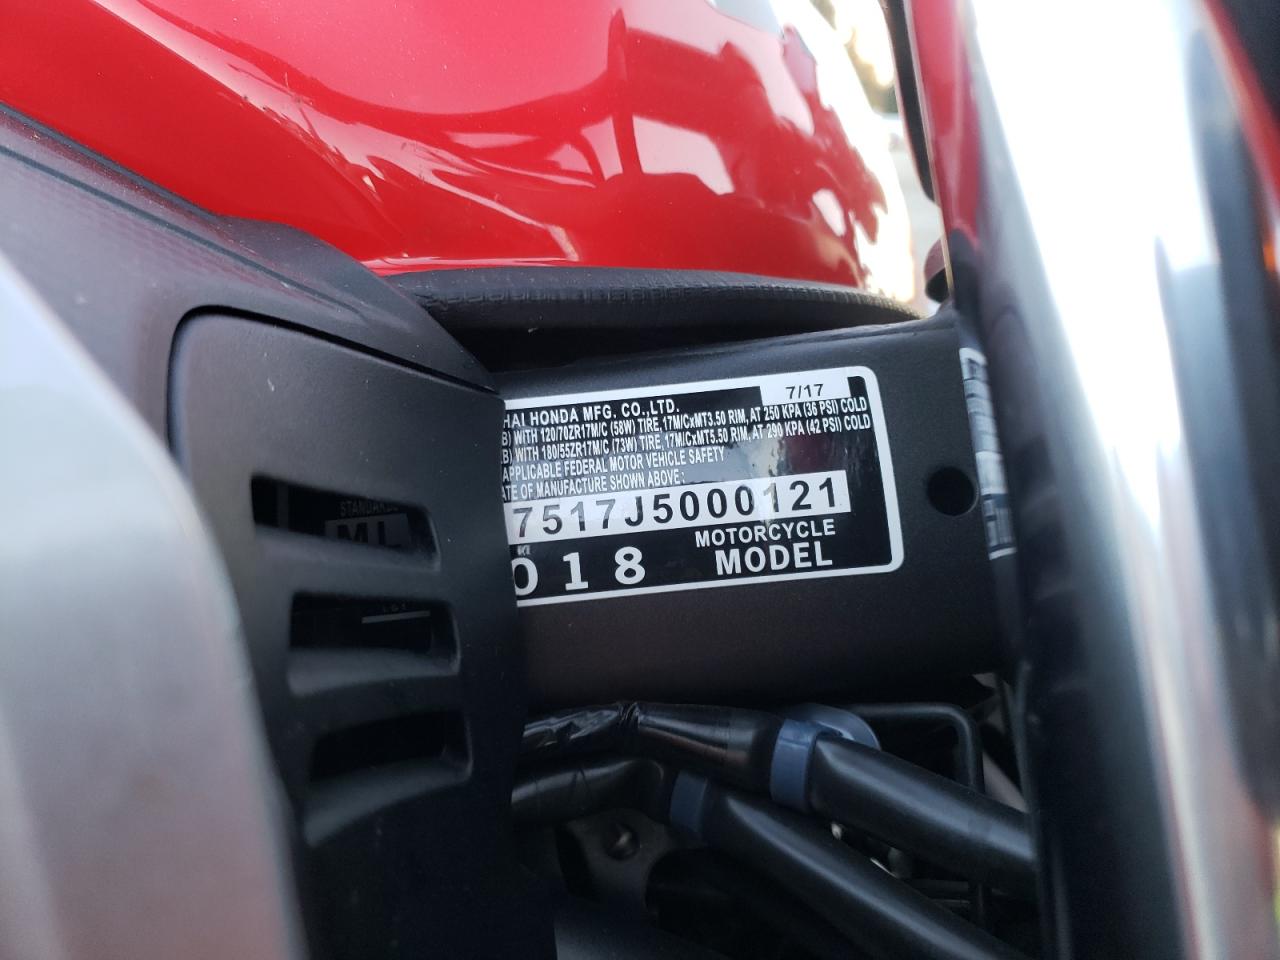 7/17
HAI HONDA MFG. CO.,LTD.
B) WITH 120/70ZR17M/C (58W) TIRE, 17M/CxMT3.50 RIM, AT 250 KPA (36 PSI) COLD
B) WITH 180/55ZR17M/C (73W) TIRE, 17M/CxMT5.50 RIM, AT 290 KPA (42 PSI) COLD
APPLICABLE FEDERAL MOTOR VEHICLE SAFETY
ATE OF MANUFACTURE SHOWN ABOVE:
7517J5000121
018 MOTORCYCLE
MODEL
STANDARD